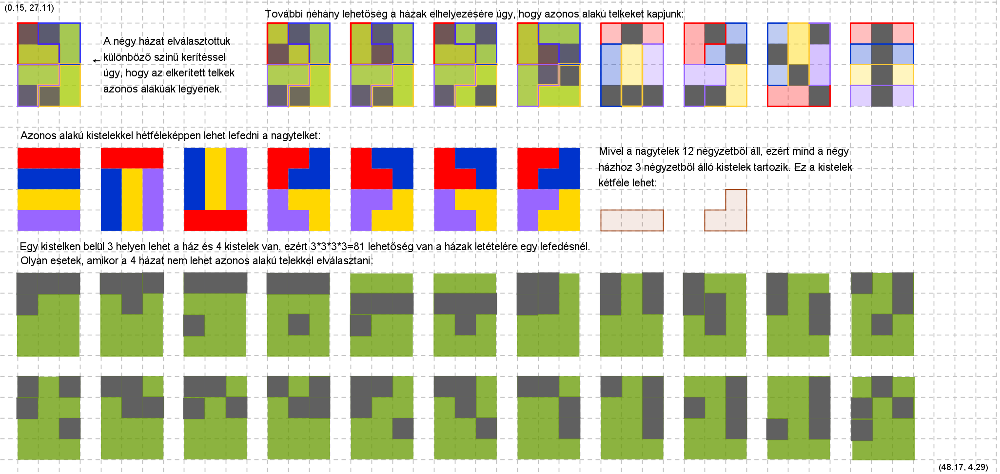 (0.15, 27.11)
További néhány lehetőség a házak elhelyezésére úgy, hogy azonos alakú telkeket kapjunk:
A négy házat elválasztottuk
← különböző színű kerítéssel
úgy, hogy az elkerített telkek
azonos alakúak legyenek.
Azonos alakú kistelekkel hétféleképpen lehet lefedni a nagytelket:
Mivel a nagytelek 12 négyzetből áll, ezért mind a négy
házhoz 3 négyzetből álló kistelek tartozik. Ez a kistelek
kétféle lehet:
Egy kistelken belül 3 helyen lehet a ház és 4 kistelek van, ezért 3*3*3*3=81 lehetőség van a házak letételére egy lefedésnél.
Olyan esetek, amikor a 4 házat nem lehet azonos alakú telekkel elválasztani:
(48.17, 4.29)